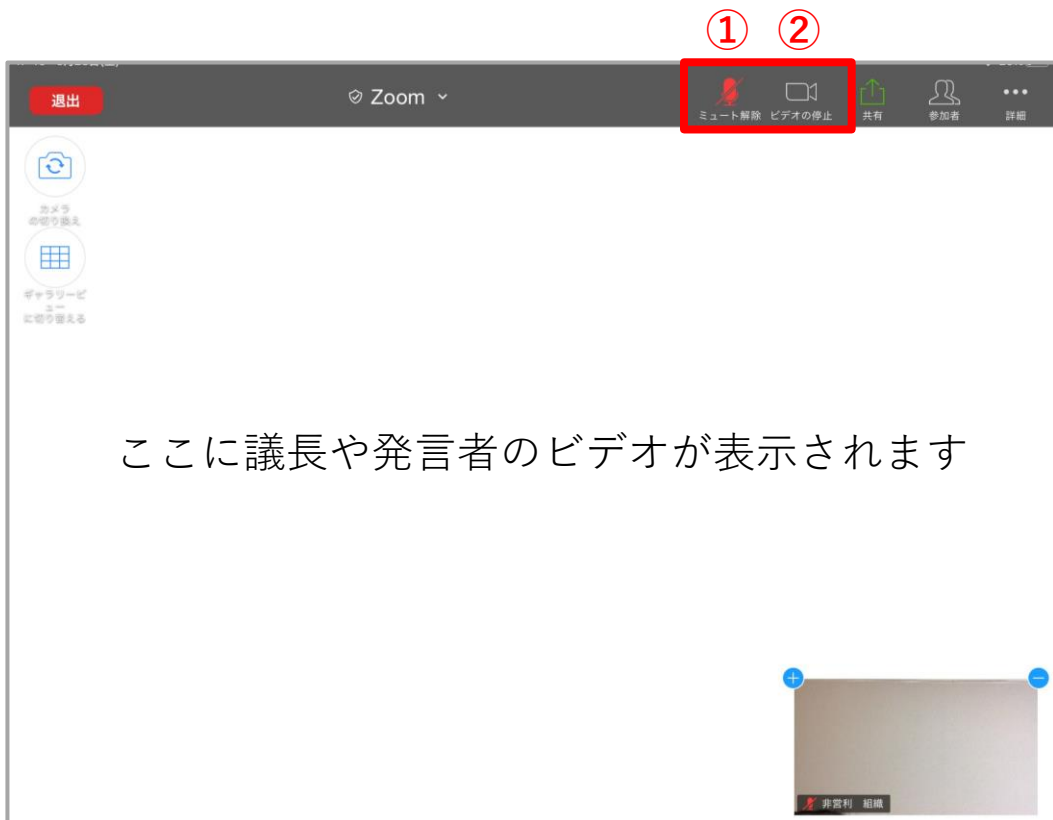 ① ②
退出
Zoom
ミュート解除 ビデオの停止 共有 参加者 詳細
カメラ
の切り換え
ギャラリービ
ュー
に切り替える
ここに議長や発言者のビデオが表示されます
非営利 組織